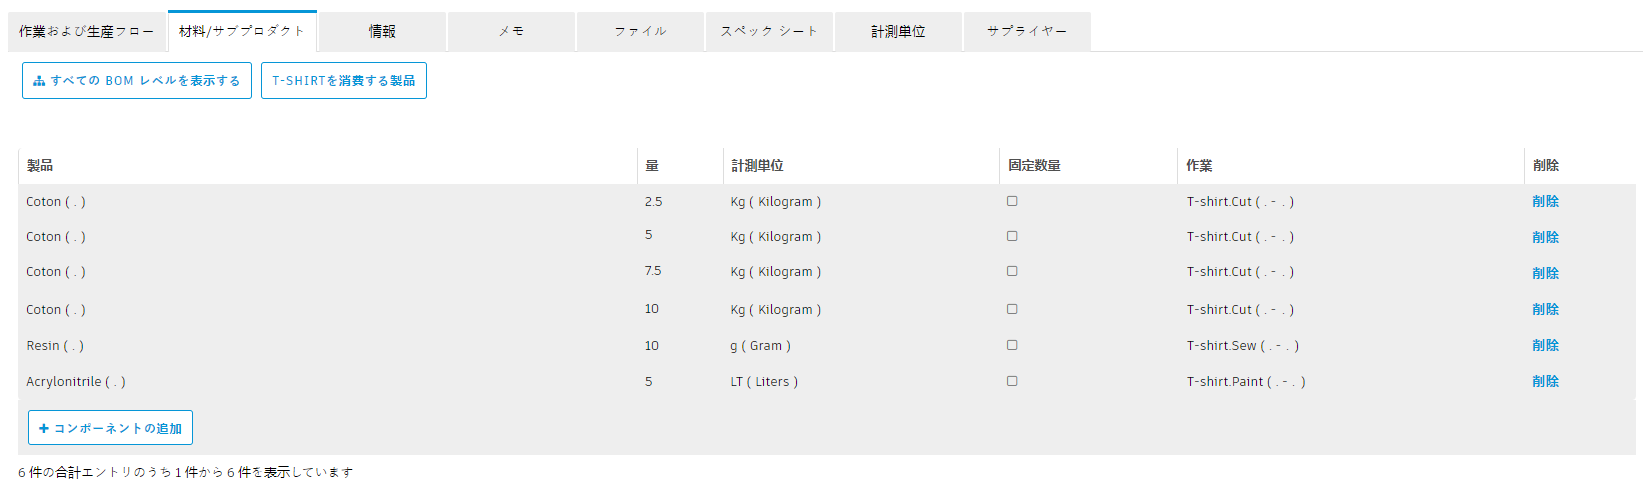 作業および生産フロー 材料/サブプロダクト 情報 メモ ファイル スペック シート 計測単位 サプライヤー
すべての BOM レベルを表示する T-SHIRTを消費する製品
製品 量 計測単位 固定数量 作業 削除
Coton ( . ) 2.5 Kg ( Kilogram ) T-shirt.Cut ( . - . ) 削除
Coton ( . ) 5 Kg ( Kilogram ) T-shirt.Cut ( . - . ) 削除
Coton ( . ) 7.5 Kg ( Kilogram ) T-shirt.Cut ( . - . ) 削除
Coton ( . ) 10 Kg ( Kilogram ) T-shirt.Cut ( . - . ) 削除
Resin ( . ) 10 g ( Gram ) T-shirt.Sew ( . - . ) 削除
Acrylonitrile ( . ) 5 LT ( Liters ) T-shirt.Paint ( . - . ) 削除
+ コンポーネントの追加
6 件の合計エントリのうち 1 件から 6 件を表示しています